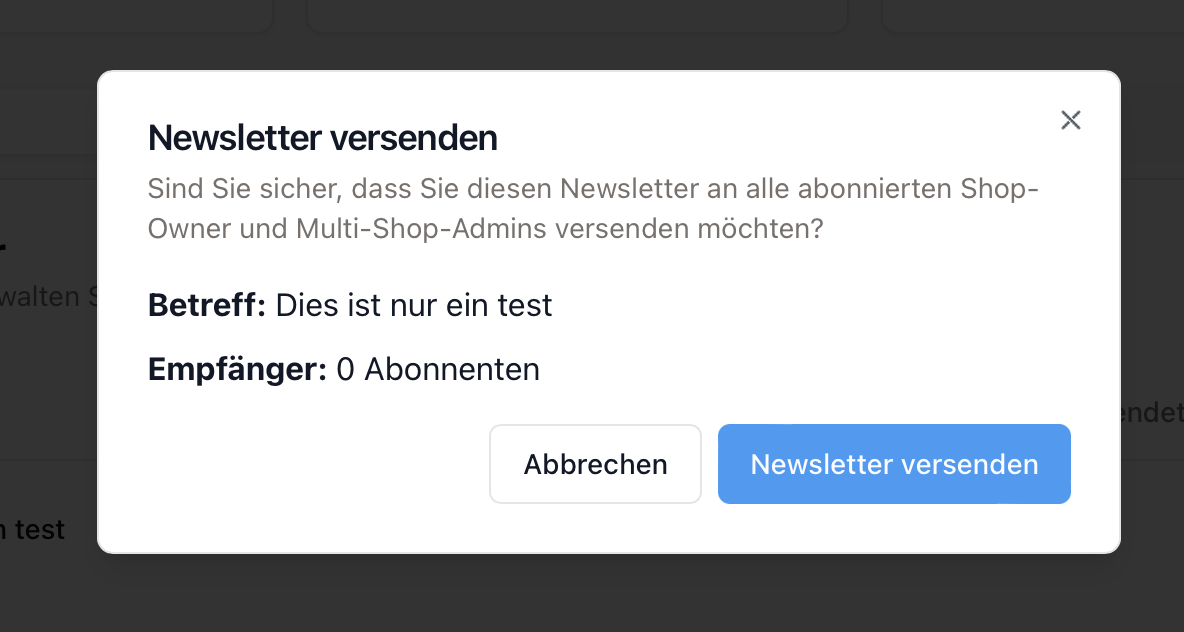 Newsletter versenden
Sind Sie sicher, dass Sie diesen Newsletter an alle abonnierten Shop-
Owner und Multi-Shop-Admins versenden möchten?
walten
Betreff: Dies ist nur ein test
Empfänger: 0 Abonnenten
endet
Abbrechen
Newsletter versenden
test